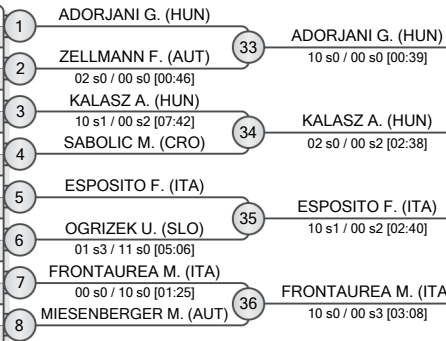 1
ADORJANI G. (HUN)
33
ADORJANI G. (HUN)
10 s0 / 00 s0 [00:39]
2
ZELLMANN F. (AUT)
02 s0 / 00 s0 [00:46]
3
KALASZ A. (HUN)
10 s1 / 00 s2 [07:42]
34
KALASZ A. (HUN)
02 s0 / 00 s2 [02:38]
4
SABOLIC M. (CRO)
5
ESPOSITO F. (ITA)
35
ESPOSITO F. (ITA)
10 s1 / 00 s2 [02:40]
6
OGRIZEK U. (SLO)
01 s3 / 11 s0 [05:06]
7
FRONTAUREA M. (ITA)
00 s0 / 10 s0 [01:25]
36
FRONTAUREA M. (ITA
10 s0 / 00 s3 [03:08]
8
MIESENBERGER M. (AUT)